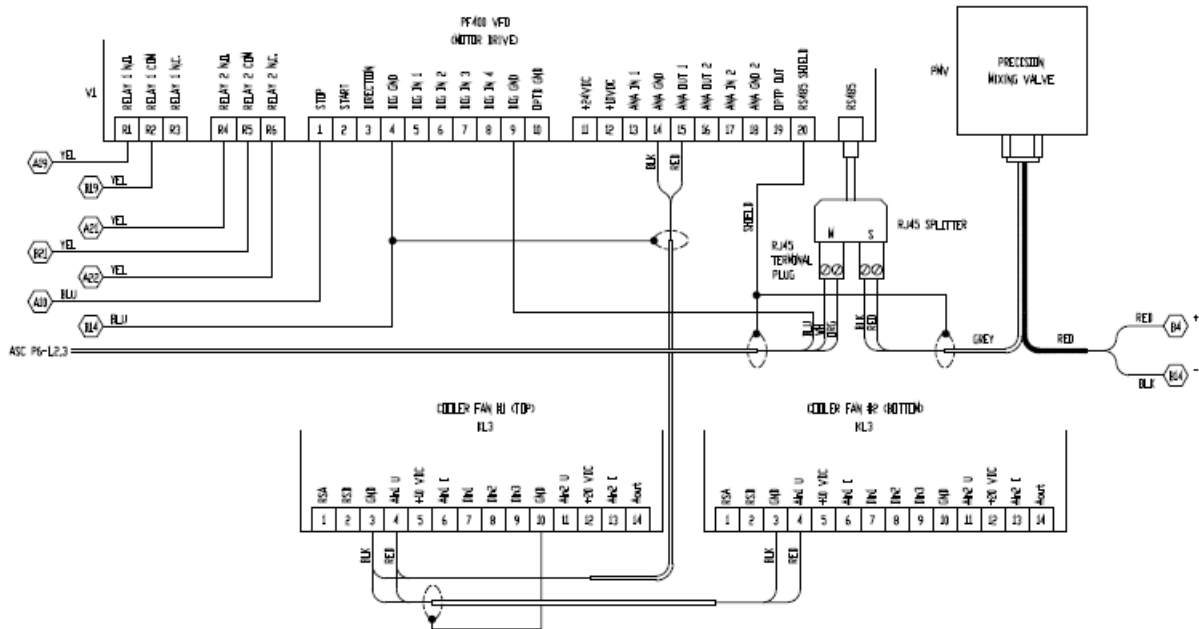 PF400 VFD
(MOTOR DRIVE)
V1
RELAY 1 N.O.
RELAY 1 COM
RELAY 1 N.C.
RELAY 2 N.O.
RELAY 2 COM
RELAY 2 N.C.
STOP
START
DIRECTION
DIG GND
DIG IN 1
DIG IN 2
DIG IN 3
DIG IN 4
DIG GND
OPTO GND
+24VDC
+10VDC
ANA IN 1
ANA GND
ANA OUT 1
ANA OUT 2
ANA IN 2
ANA GND 2
OPTP OUT
RS485 SHIELD
RS485
R1 R2 R3 R4 R5 R6 1 2 3 4 5 6 7 8 9 10 11 12 13 14 15 16 17 18 19 20
PMV
PRECISION
MIXING VALVE
A19 YEL
B19 YEL
A21 YEL
B21 YEL
A22 YEL
A10 BLU
B14 BLU
ASC P6-L2,3
BLK
RED
SHIELD
M S
RJ45 SPLITTER
RJ45
TERMINAL
PLUG
BLU
WH
ORG
BLK
RED
GREY
RED
RED B4 +
BLK B14 -
COOLER FAN #1 (TOP)
KL3
RSA
RSB
GND
AIn1 U
+10 VDC
AIn1 I
DIn1
DIn2
DIn3
GND
AIn2 U
+20 VDC
AIn2 I
Aout
1 2 3 4 5 6 7 8 9 10 11 12 13 14
BLK
RED
COOLER FAN #2 (BOTTOM)
KL3
RSA
RSB
GND
AIn1 U
+10 VDC
AIn1 I
DIn1
DIn2
DIn3
GND
AIn2 U
+20 VDC
AIn2 I
Aout
1 2 3 4 5 6 7 8 9 10 11 12 13 14
BLK
RED